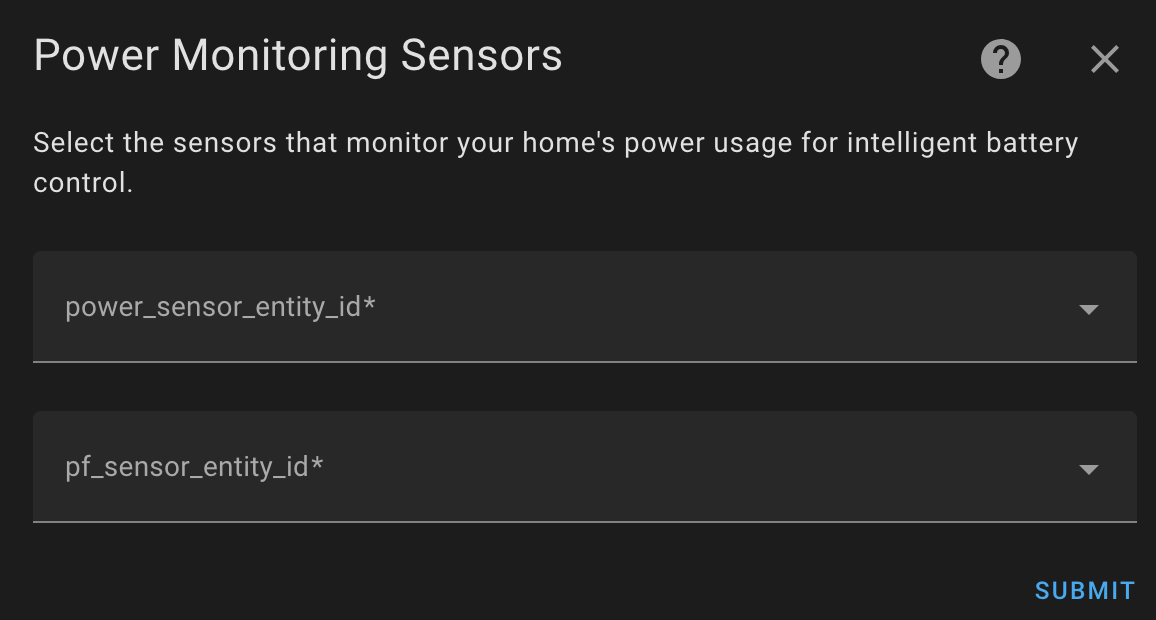 Power Monitoring Sensors
?
Select the sensors that monitor your home's power usage for intelligent battery
control.
power_sensor_entity_id*
pf_sensor_entity_id*
SUBMIT